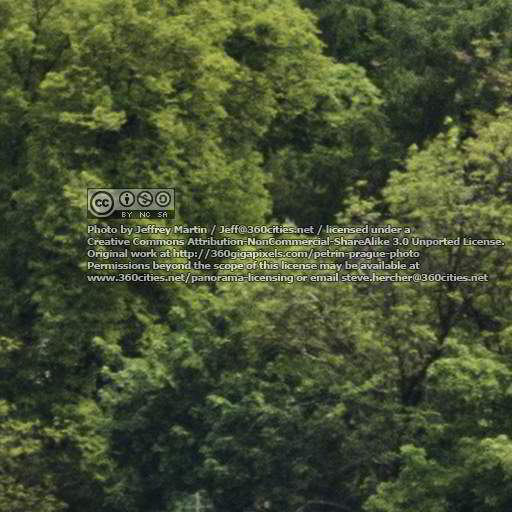 cc BY NC SA
Photo by Jeffrey Martin / Jeff@360cities.net / licensed under a
Creative Commons Attribution-NonCommercial-ShareAlike 3.0 Unported License.
Original work at http://360gigapixels.com/petrin-prague-photo
Permissions beyond the scope of this license may be available at
www.360cities.net/panorama-licensing or email steve.hercher@360cities.net